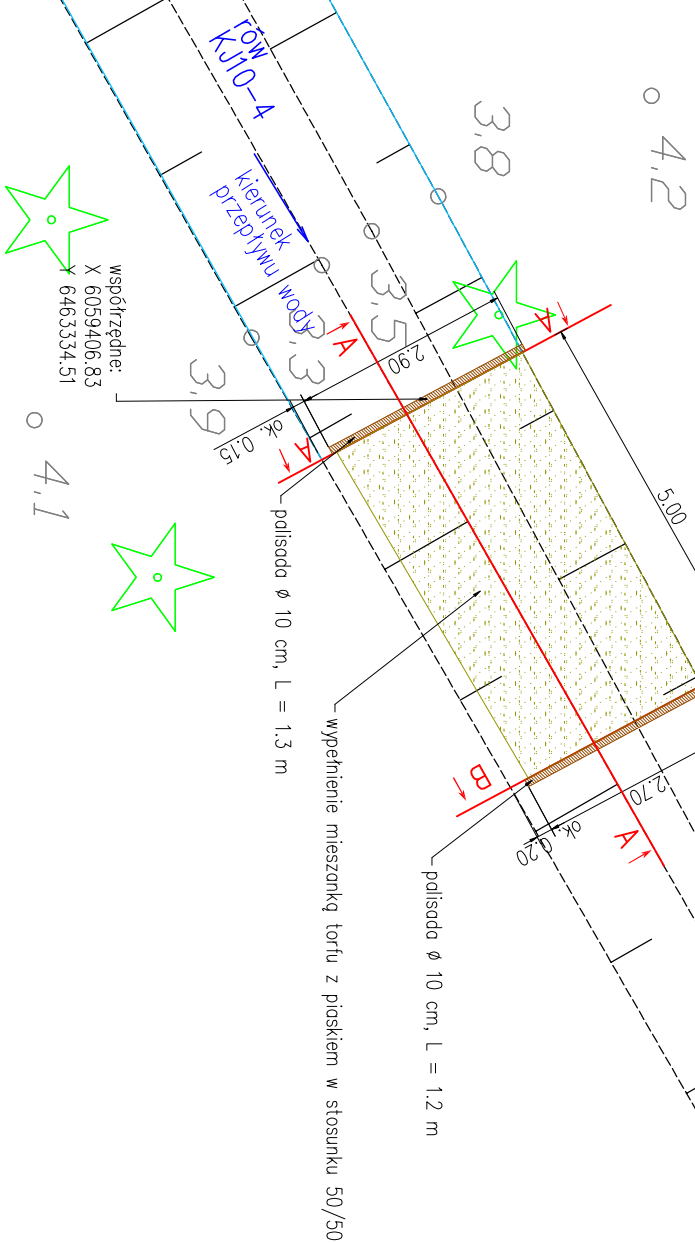 rów
KJ10-4
kierunek
przepływu wody
4,2
3,8
3,5
3,3
3,9
4,1
współrzędne:
X 6059406.83
Y 6463334.51
A
A
A
A
B
2.90
ok. 0.15
5.00
2.70
ok. 0.20
palisada ø 10 cm, L = 1.3 m
wypełnienie mieszanką torfu z piaskiem w stosunku 50/50
palisada ø 10 cm, L = 1.2 m